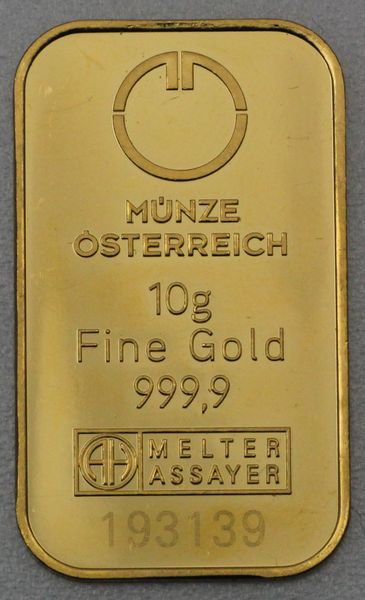 MÜNZE
ÖSTERREICH
10g
Fine Gold
999,9
MELTER
ASSAYER
193139